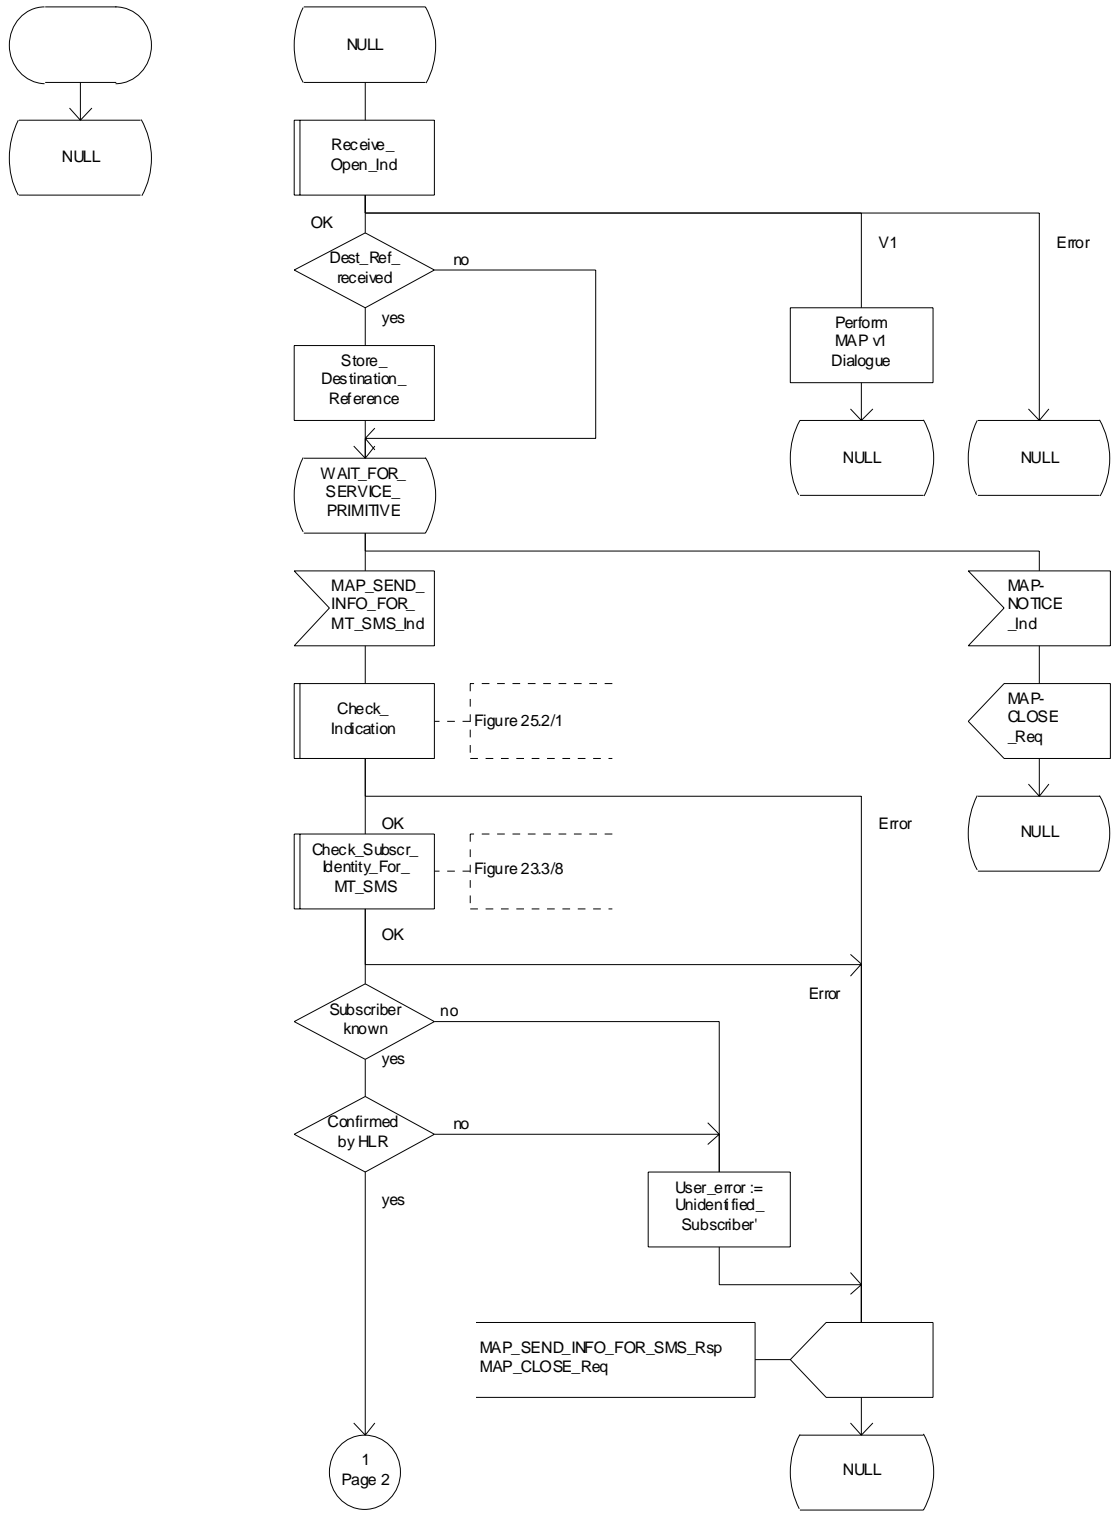 NULL
NULL
Receive_
Open_Ind
OK
V1
Error
Dest_Ref_
received
no
yes
Perform
MAP v1
Dialogue
Store_
Destination_
Reference
NULL
NULL
WAIT_FOR_
SERVICE_
PRIMITIVE
MAP_SEND_
INFO_FOR_
MT_SMS_Ind
MAP-
NOTICE
_Ind
Check_
Indication
Figure 25.2/1
MAP-
CLOSE
_Req
OK
Error
NULL
Check_Subscr_
Identity_For_
MT_SMS
Figure 23.3/8
OK
Error
Subscriber
known
no
yes
Confirmed
by HLR
no
yes
User_error :=
Unidentified_
Subscriber'
MAP_SEND_INFO_FOR_SMS_Rsp
MAP_CLOSE_Req
1
Page 2
NULL